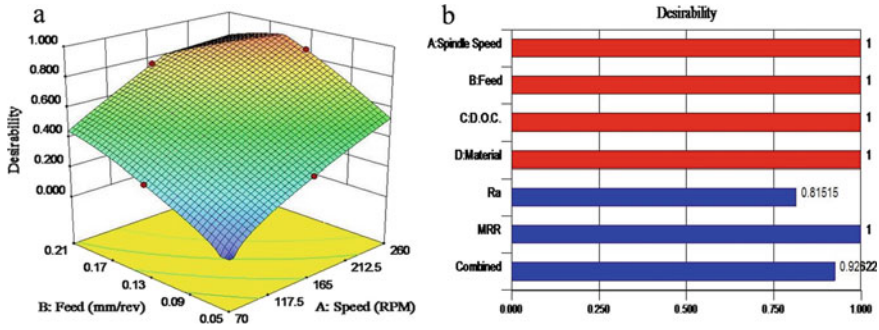 a
1.000
0.800
0.600
0.400
0.200
0.000
Desirability
0.21
0.17
0.13
0.09
0.05
B: Feed (mm/rev)
70
117.5
165
212.5
260
A: Speed (RPM)
b
Desirability
A:Spindle Speed
1
B:Feed
1
C:D.O.C.
1
D:Material
1
Ra
0.81515
MRR
1
Combined
0.92622
0.000
0.250
0.500
0.750
1.000